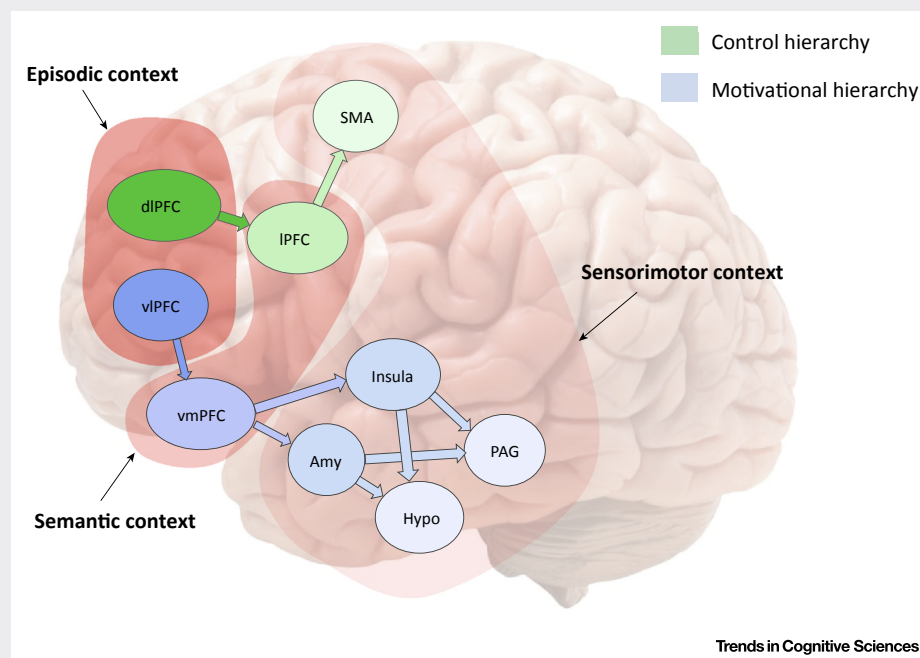 Control hierarchy
Motivational hierarchy
Episodic context
SMA
dlPFC
lPFC
Sensorimotor context
vlPFC
Insula
vmPFC
PAG
Amy
Semantic context
Hypo
Trends in Cognitive Sciences